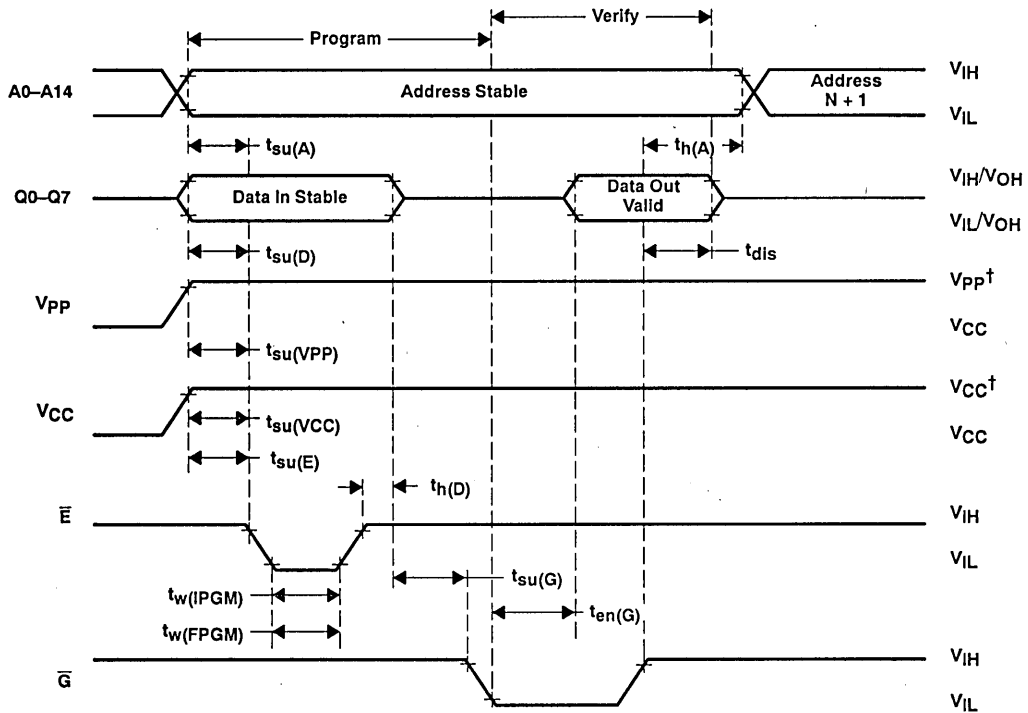 Verify
Program
A0–A14
Address Stable
Address
N + 1
VIH
VIL
tsu(A)
th(A)
Q0–Q7
Data In Stable
Data Out
Valid
VIH/VOH
VIL/VOH
tsu(D)
tdis
VPP
VPP†
VCC
tsu(VPP)
VCC
VCC†
VCC
tsu(VCC)
tsu(E)
th(D)
E̅
VIH
VIL
tsu(G)
tw(IPGM)
ten(G)
tw(FPGM)
G̅
VIH
VIL